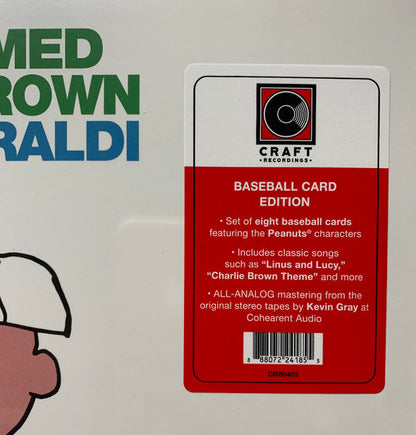 MED
ROWN
RALDI
CRAFT
RECORDINGS
BASEBALL CARD
EDITION
• Set of eight baseball cards
featuring the Peanuts® characters
• Includes classic songs
such as “Linus and Lucy,”
“Charlie Brown Theme” and more
• ALL-ANALOG mastering from the
original stereo tapes by Kevin Gray at
Cohearent Audio
8 88072 24185 5
CR00405